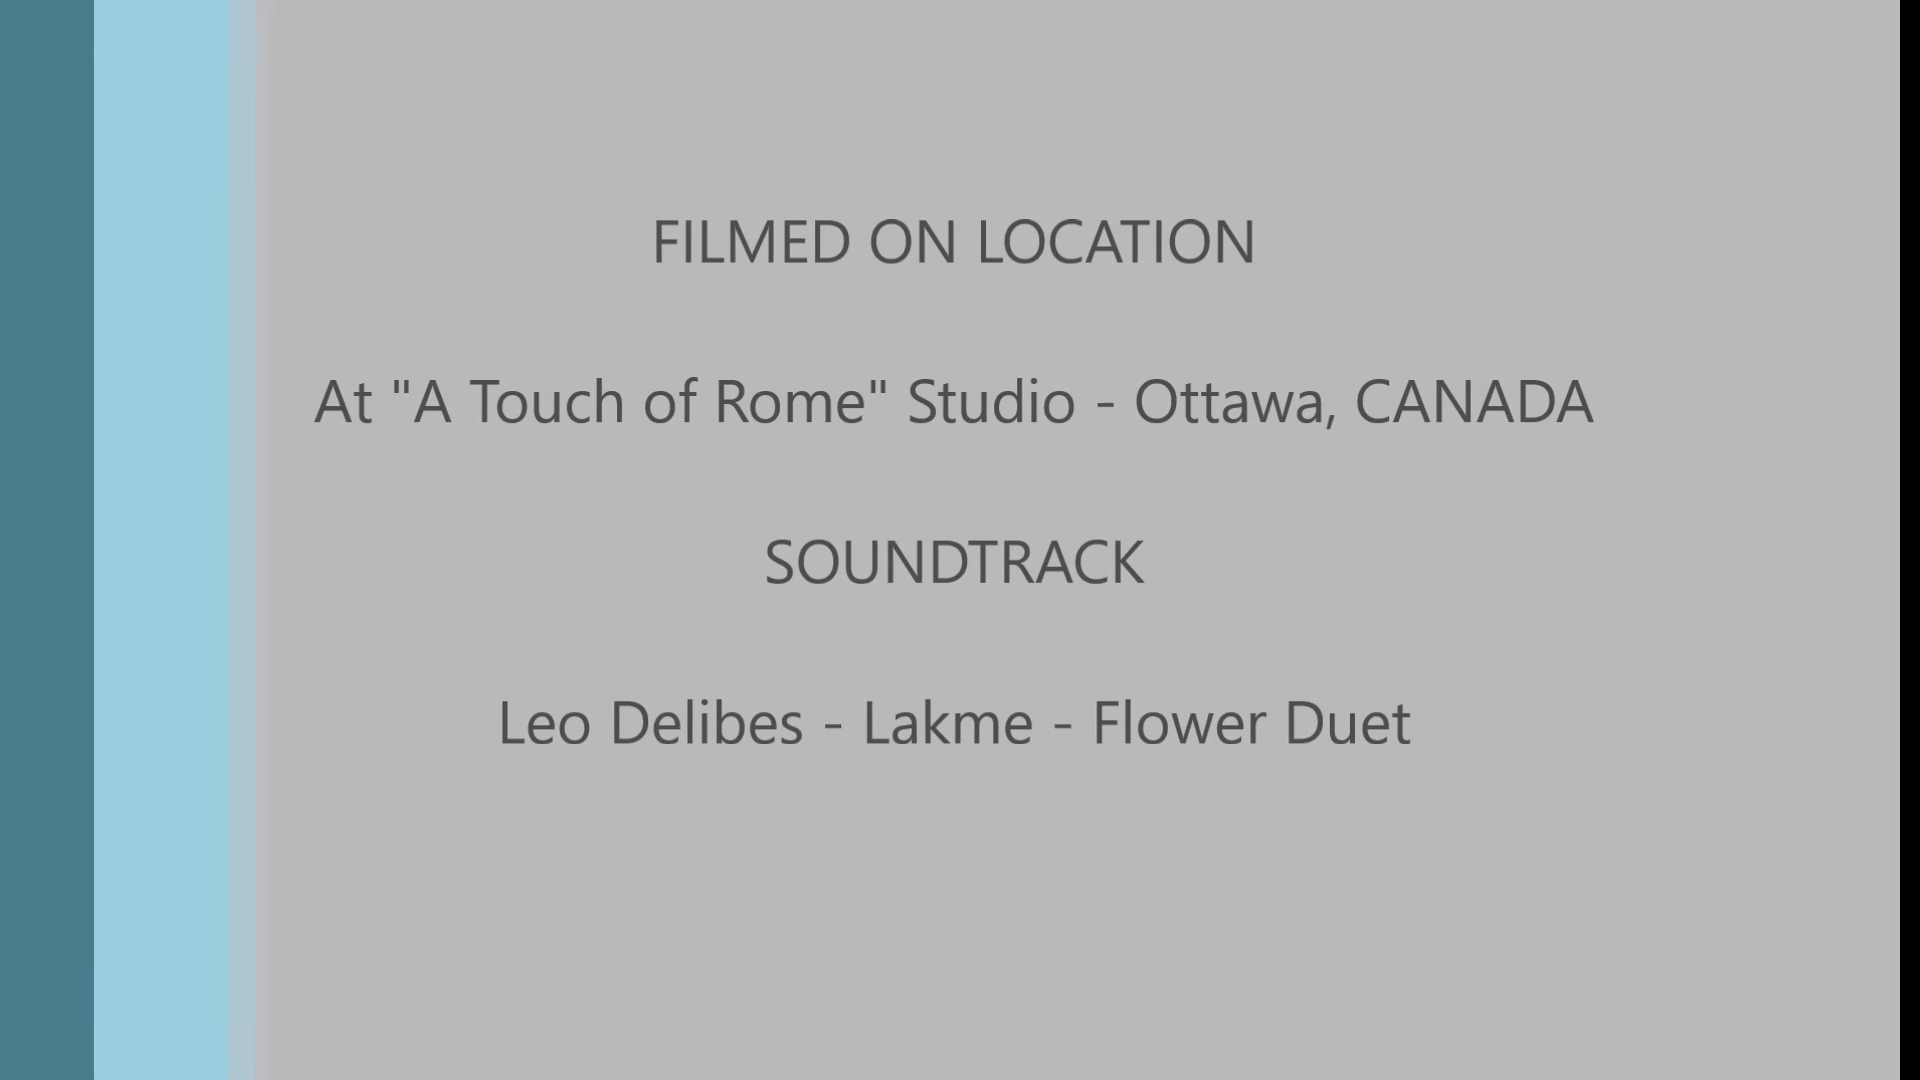 FILMED ON LOCATION
At "A Touch of Rome" Studio - Ottawa, CANADA
SOUNDTRACK
Leo Delibes - Lakme - Flower Duet